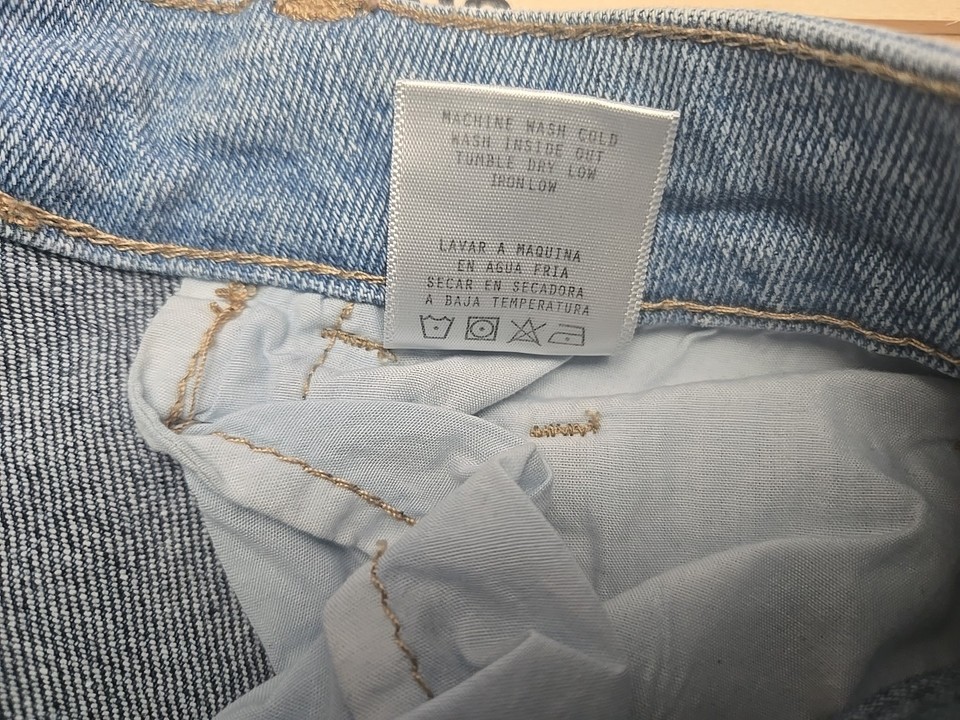 MACHINE WASH COLD
WASH INSIDE OUT
TUMBLE DRY LOW
IRON LOW
LAVAR A MAQUINA
EN AGUA FRIA
SECAR EN SECADORA
A BAJA TEMPERATURA